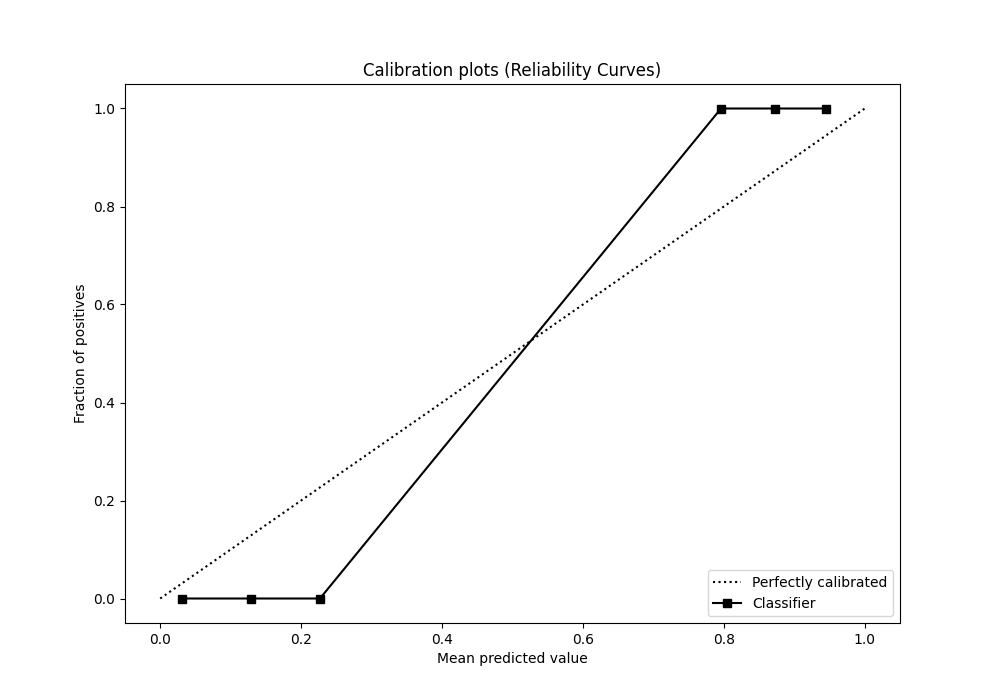 Calibration plots (Reliability Curves)
1.0
0.8
0.6
0.4
0.2
0.0
Fraction of positives
0.0 0.2 0.4 0.6 0.8 1.0
Mean predicted value
Perfectly calibrated
Classifier